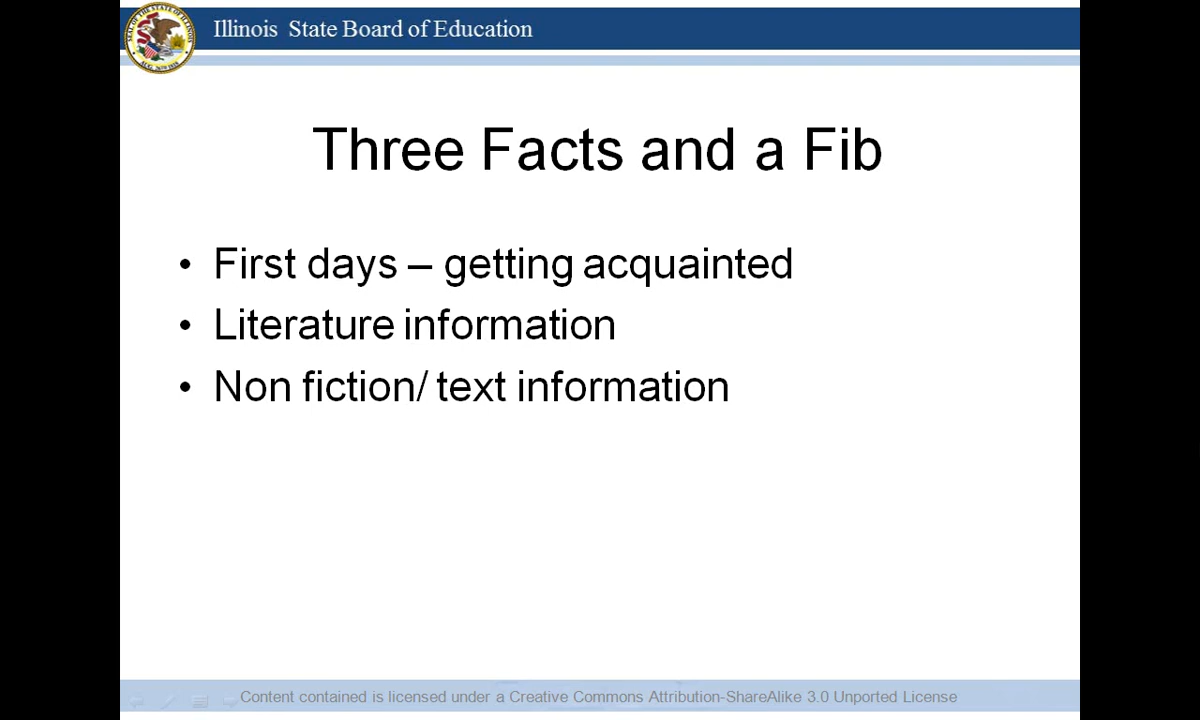 Illinois State Board of Education
Three Facts and a Fib
• First days – getting acquainted
• Literature information
• Non fiction/ text information
Content contained is licensed under a Creative Commons Attribution-ShareAlike 3.0 Unported License